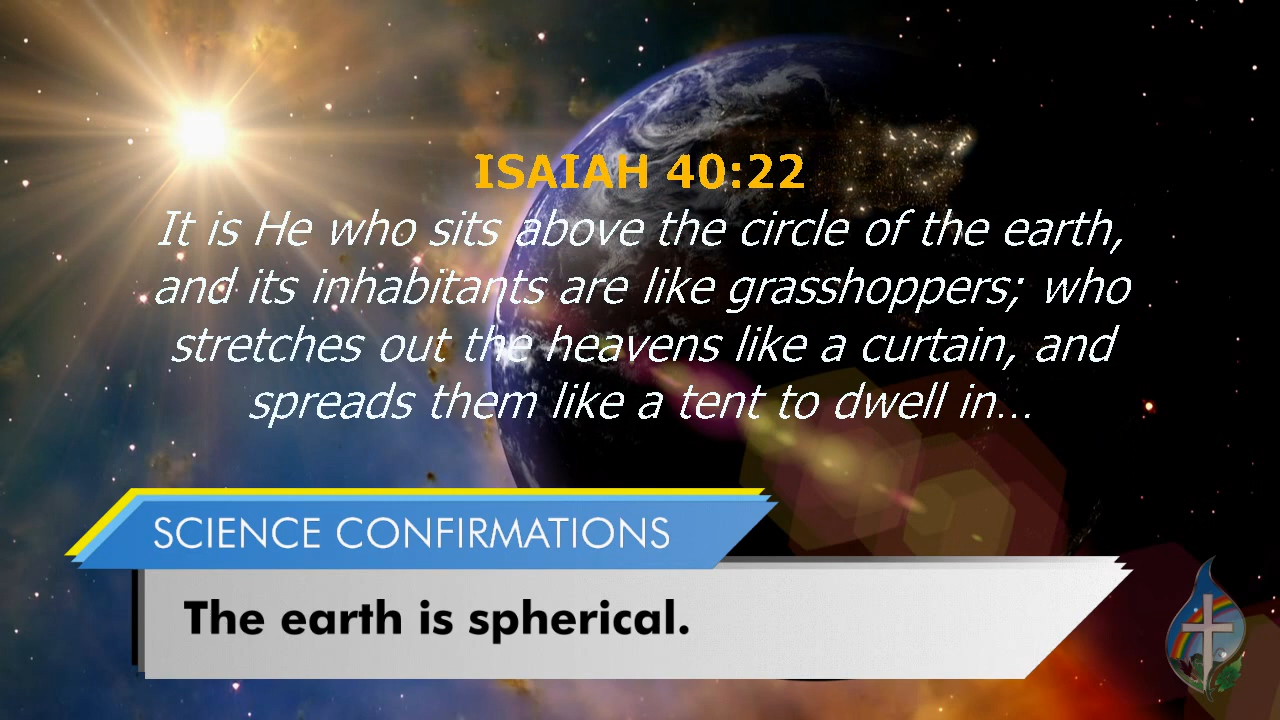 ISAIAH 40:22
It is He who sits above the circle of the earth,
and its inhabitants are like grasshoppers; who
stretches out the heavens like a curtain, and
spreads them like a tent to dwell in...
SCIENCE CONFIRMATIONS
The earth is spherical.